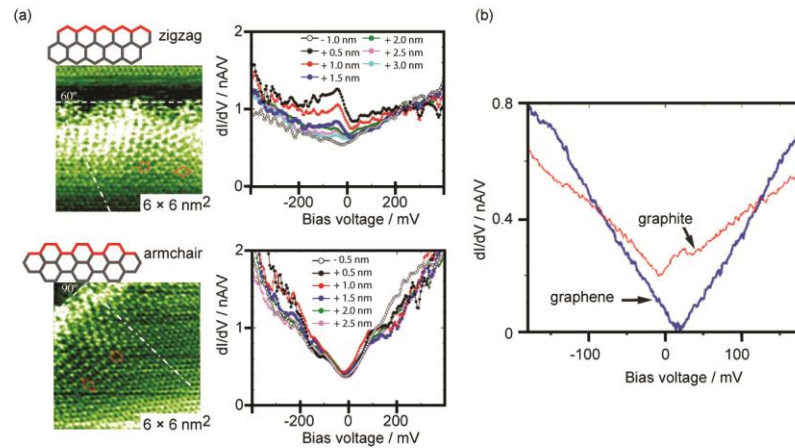 (a)
zigzag
60°
6 × 6 nm²
dI/dV / nA/V
2
1
0
- 1.0 nm
+ 0.5 nm
+ 1.0 nm
+ 1.5 nm
+ 2.0 nm
+ 2.5 nm
+ 3.0 nm
-200 0 200
Bias voltage / mV
armchair
90°
6 × 6 nm²
dI/dV / nA/V
2
1
0
- 0.5 nm
+ 0.5 nm
+ 1.0 nm
+ 1.5 nm
+ 2.0 nm
+ 2.5 nm
-200 0 200
Bias voltage / mV
(b)
dI/dV / nA/V
0.8
0.4
0
graphite
graphene
-100 0 100
Bias voltage / mV